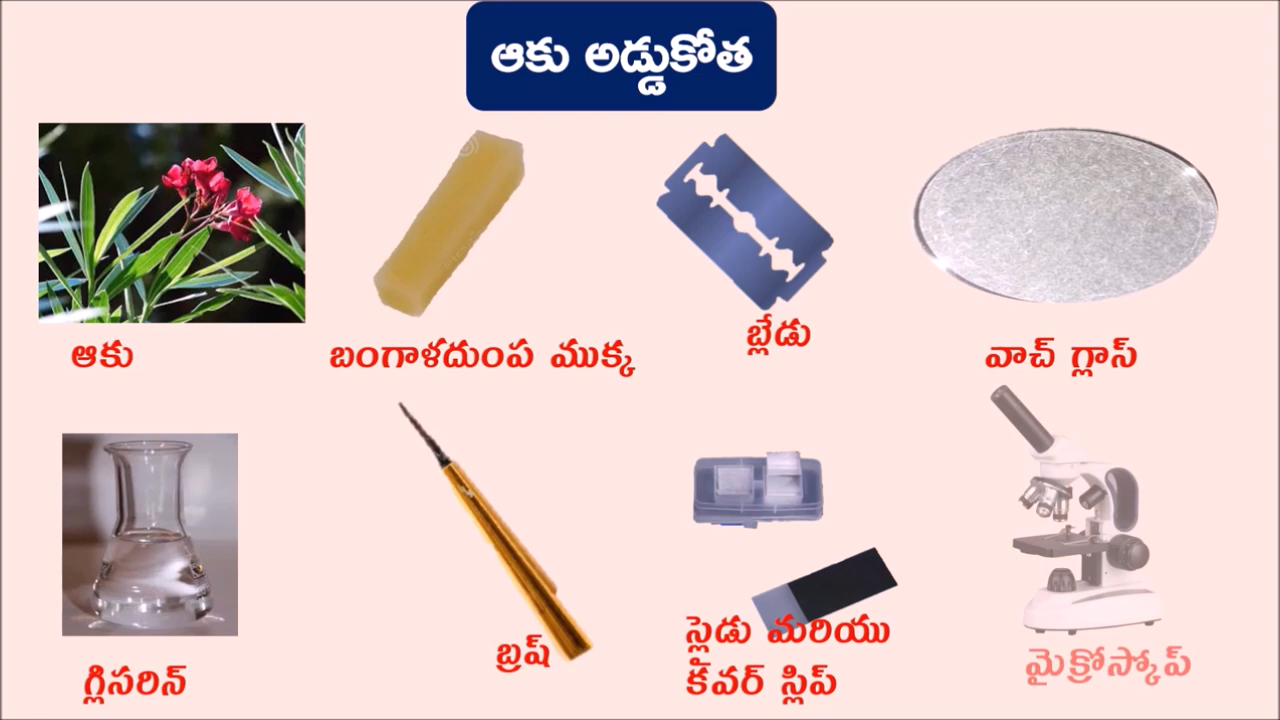 ఆకు అడ్డుకోత
ఆకు
బంగాళదుంప ముక్క
బ్లేడు
వాచ్ గ్లాస్
గ్లిసరిన్
బ్రష్
స్లైడు మరియు
కవర్ స్లిప్
మైక్రోస్కోప్